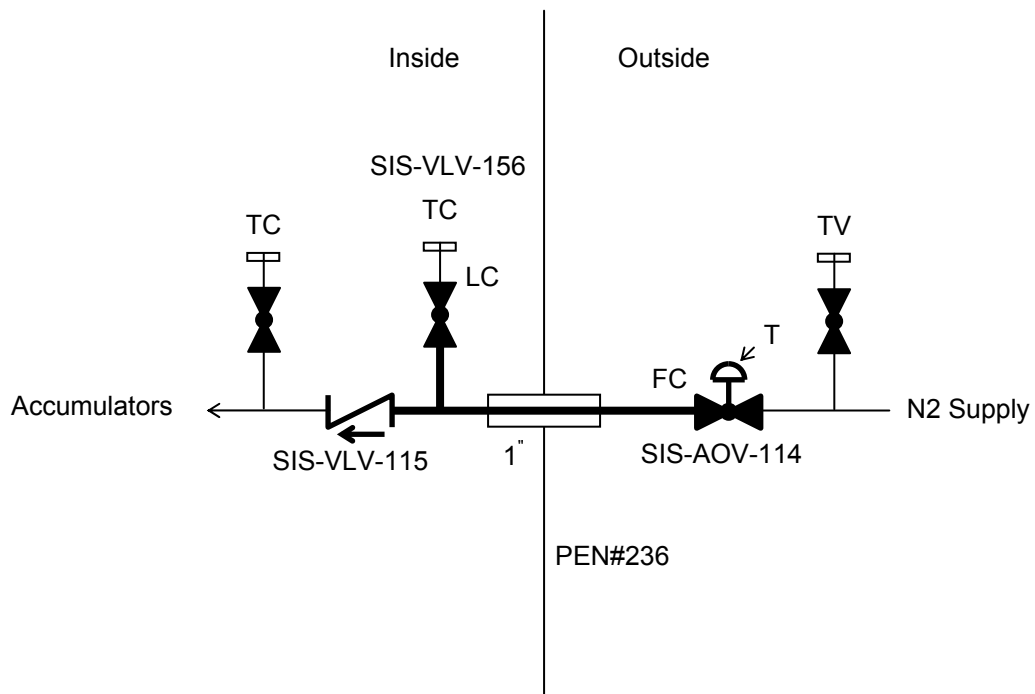 Inside
Outside
SIS-VLV-156
TC
TC
TV
LC
T
FC
Accumulators
N2 Supply
SIS-VLV-115
1"
SIS-AOV-114
PEN#236